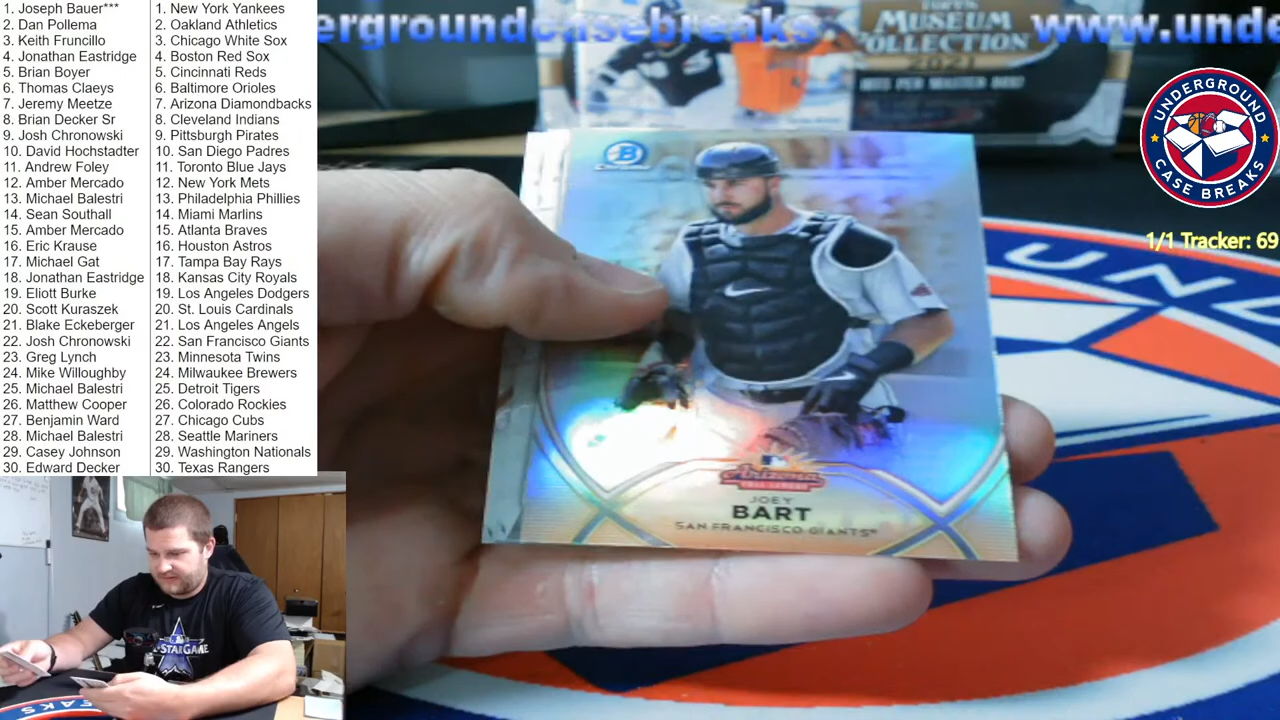 1. Joseph Bauer***
2. Dan Pollema
3. Keith Fruncillo
4. Jonathan Eastridge
5. Brian Boyer
6. Thomas Claeys
7. Jeremy Meetze
8. Brian Decker Sr
9. Josh Chronowski
10. David Hochstadter
11. Andrew Foley
12. Amber Mercado
13. Michael Balestri
14. Sean Southall
15. Amber Mercado
16. Eric Krause
17. Michael Gat
18. Jonathan Eastridge
19. Eliott Burke
20. Scott Kuraszek
21. Blake Eckeberger
22. Josh Chronowski
23. Greg Lynch
24. Mike Willoughby
25. Michael Balestri
26. Matthew Cooper
27. Benjamin Ward
28. Michael Balestri
29. Casey Johnson
30. Edward Decker
1. New York Yankees
2. Oakland Athletics
3. Chicago White Sox
4. Boston Red Sox
5. Cincinnati Reds
6. Baltimore Orioles
7. Arizona Diamondbacks
8. Cleveland Indians
9. Pittsburgh Pirates
10. San Diego Padres
11. Toronto Blue Jays
12. New York Mets
13. Philadelphia Phillies
14. Miami Marlins
15. Atlanta Braves
16. Houston Astros
17. Tampa Bay Rays
18. Kansas City Royals
19. Los Angeles Dodgers
20. St. Louis Cardinals
21. Los Angeles Angels
22. San Francisco Giants
23. Minnesota Twins
24. Milwaukee Brewers
25. Detroit Tigers
26. Colorado Rockies
27. Chicago Cubs
28. Seattle Mariners
29. Washington Nationals
30. Texas Rangers
ergroundcasebreaks www.unde
MUSEUM
COLLECTION
2021
UNDERGROUND
CASE BREAKS
1/1 Tracker: 69
B
Arizona
JOEY
BART
SAN FRANCISCO GIANTS
UND
STAR GAME